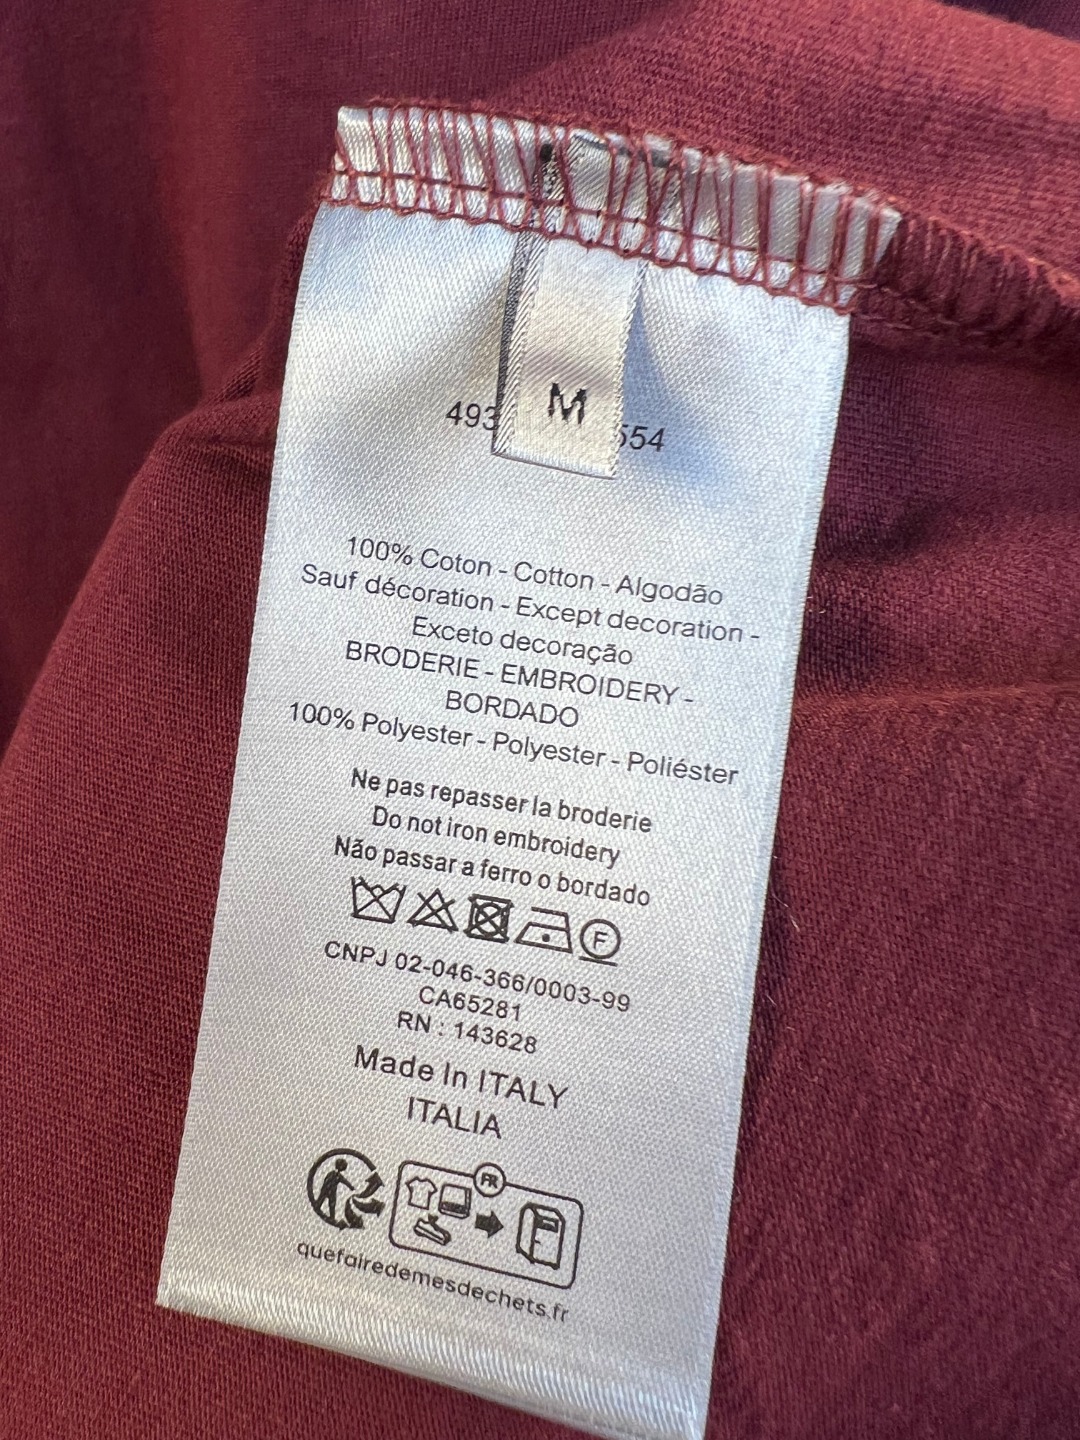 M
493
554
100% Coton - Cotton - Algodão
Sauf décoration - Except decoration -
Exceto decoração
BRODERIE - EMBROIDERY -
BORDADO
100% Polyester - Polyester - Poliéster
Ne pas repasser la broderie
Do not iron embroidery
Não passar a ferro o bordado
F
CNPJ 02-046-366/0003-99
CA65281
RN : 143628
Made In ITALY
ITALIA
FR
quefairedemesdechets.fr